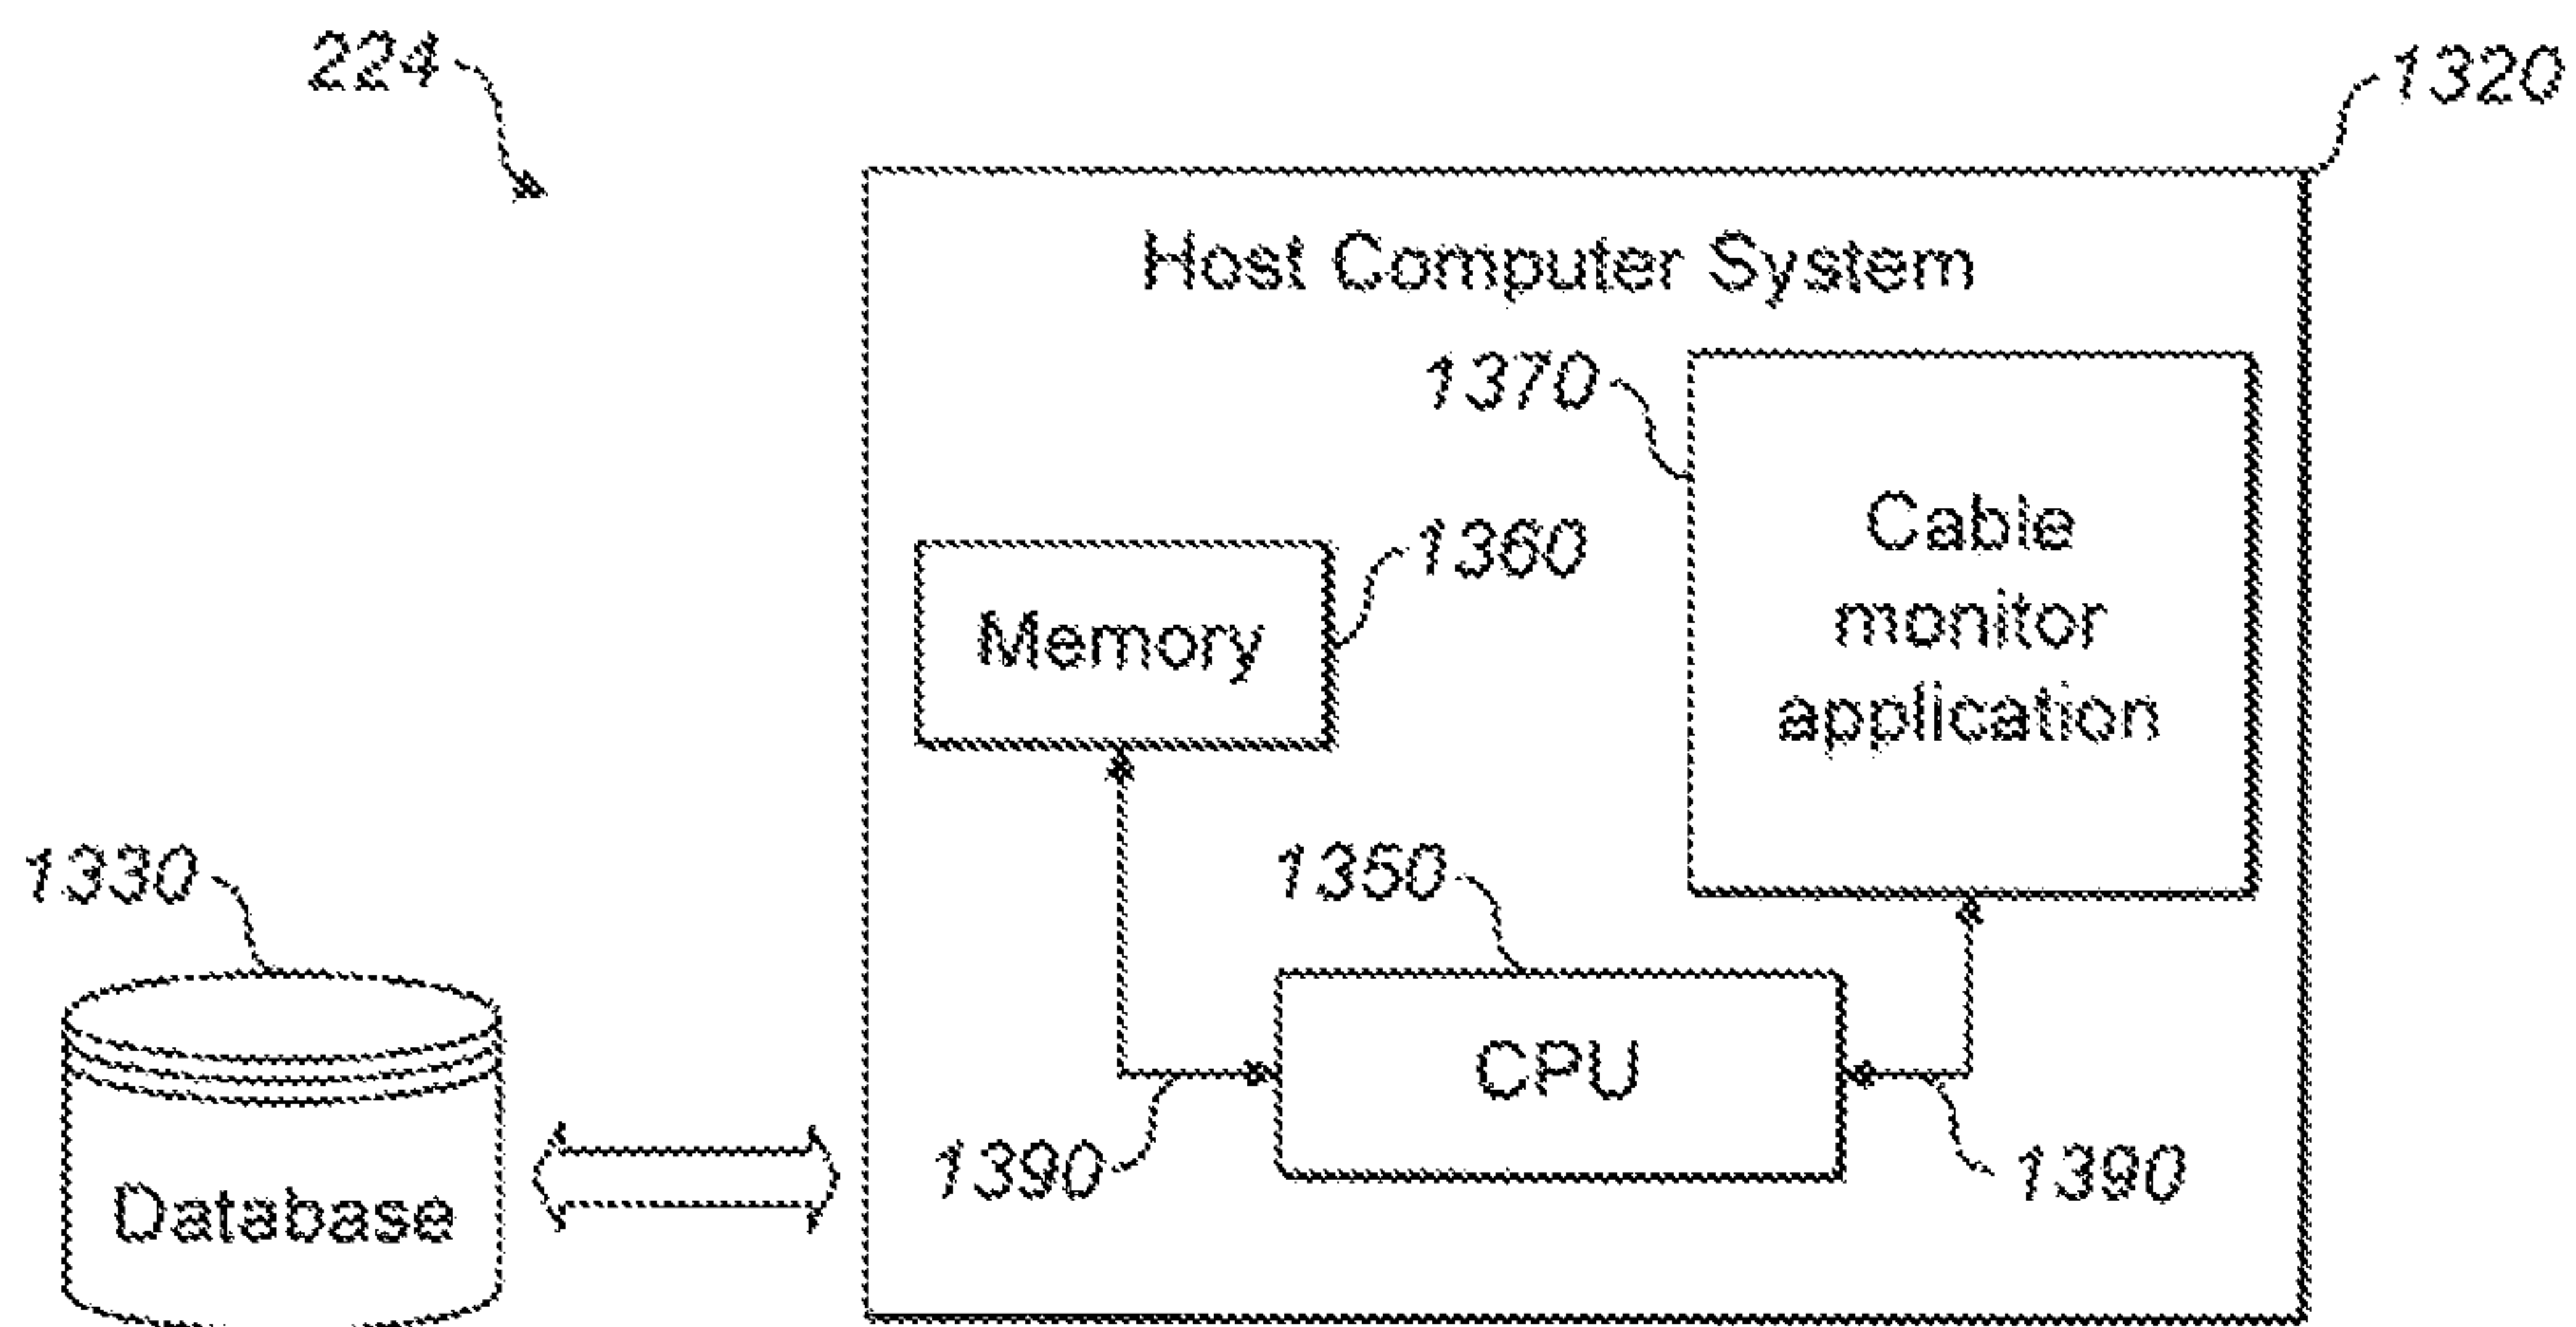 224
1320
Host Computer System
1370
Cable
monitor
application
1360
Memory
1330
1350
CPU
1390
1390
Database